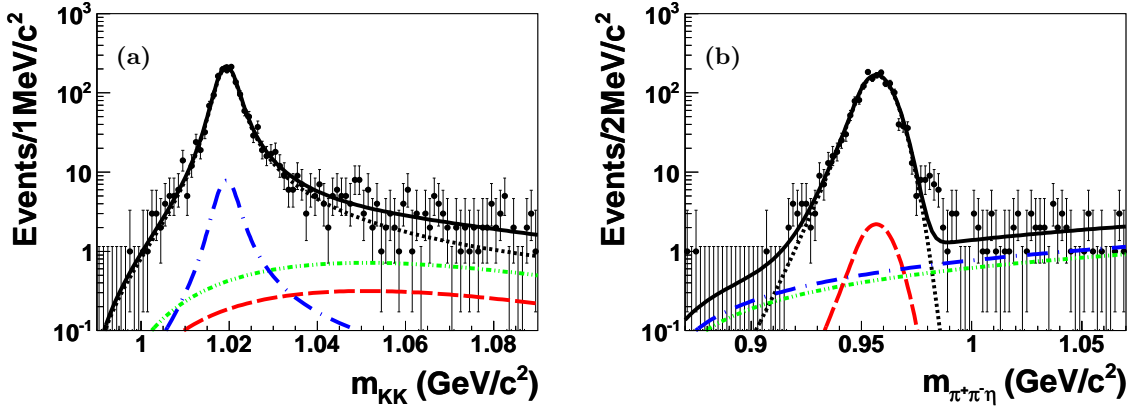 (a)
Events/1MeV/c²
10³
10²
10
1
10⁻¹
1 1.02 1.04 1.06 1.08
m_KK (GeV/c²)
(b)
Events/2MeV/c²
10³
10²
10
1
10⁻¹
0.9 0.95 1 1.05
m_π⁺π⁻η (GeV/c²)